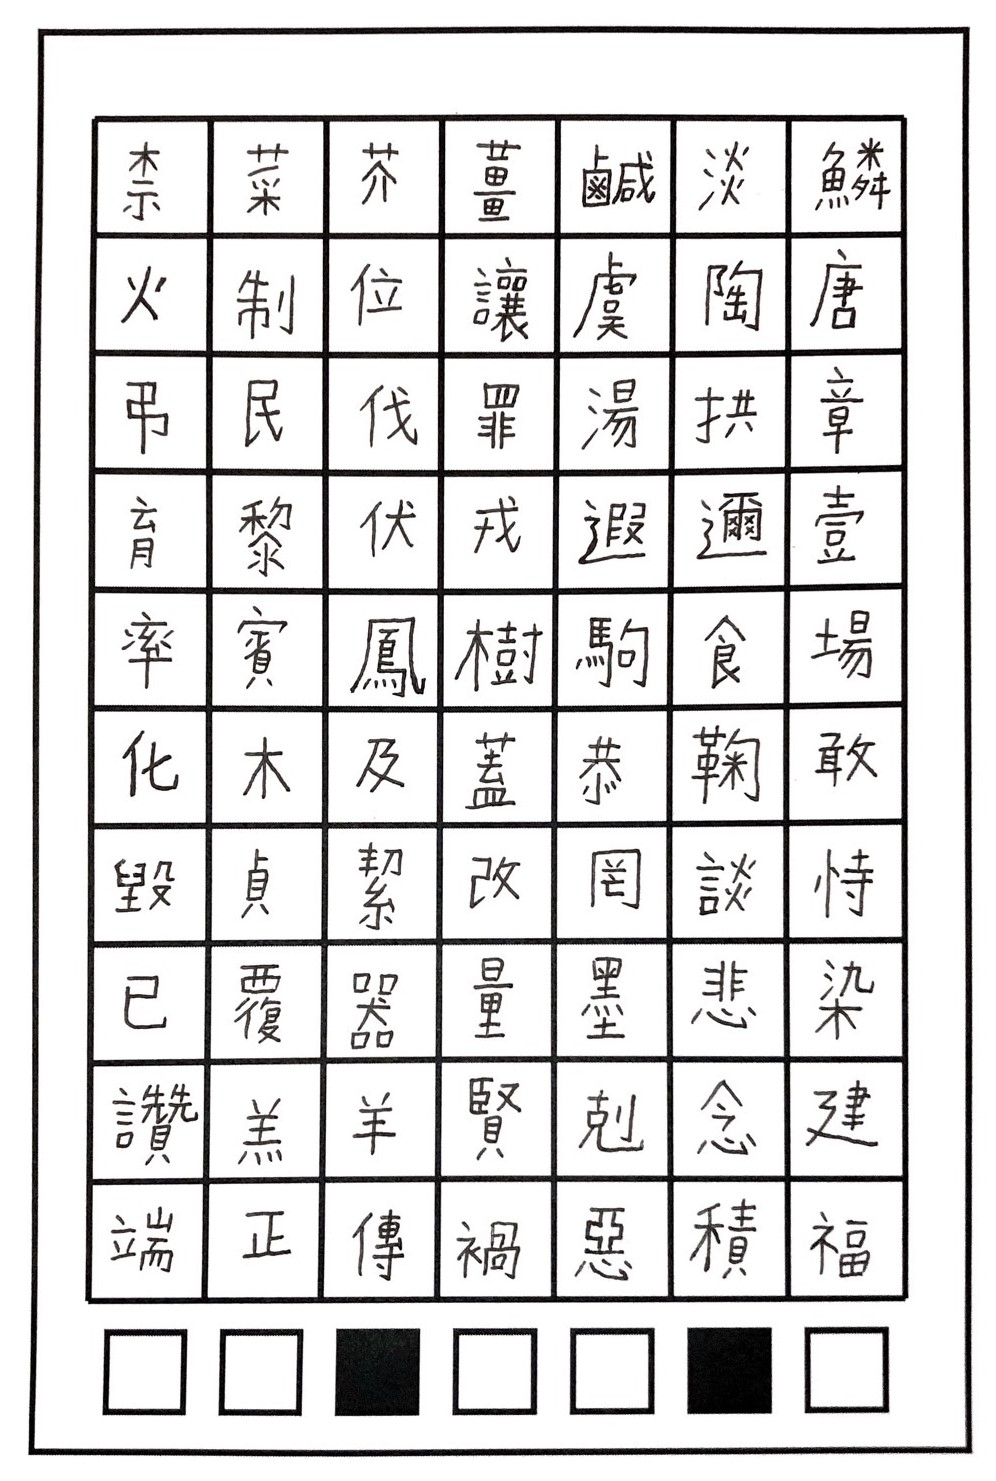 柰菜芥薑鹹淡鱗
火制位讓虞陶唐
弔民伐罪湯拱章
育黎伏戎遐邇壹
率賓鳳樹駒食場
化木及蓋恭鞠敢
毀貞絜改罔談恃
已覆器量墨悲染
讚羔羊賢剋念建
端正傳禍惡積福